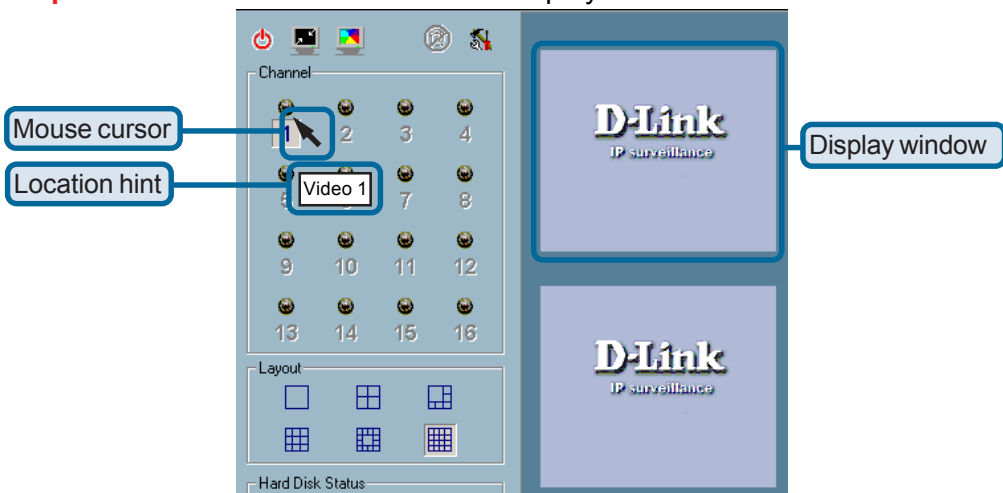 Channel
1 2 3 4
Mouse cursor
Location hint
Video 1
7 8
9 10 11 12
13 14 15 16
Layout
Hard Disk Status
D-Link
IP surveillance
Display window
D-Link
IP surveillance